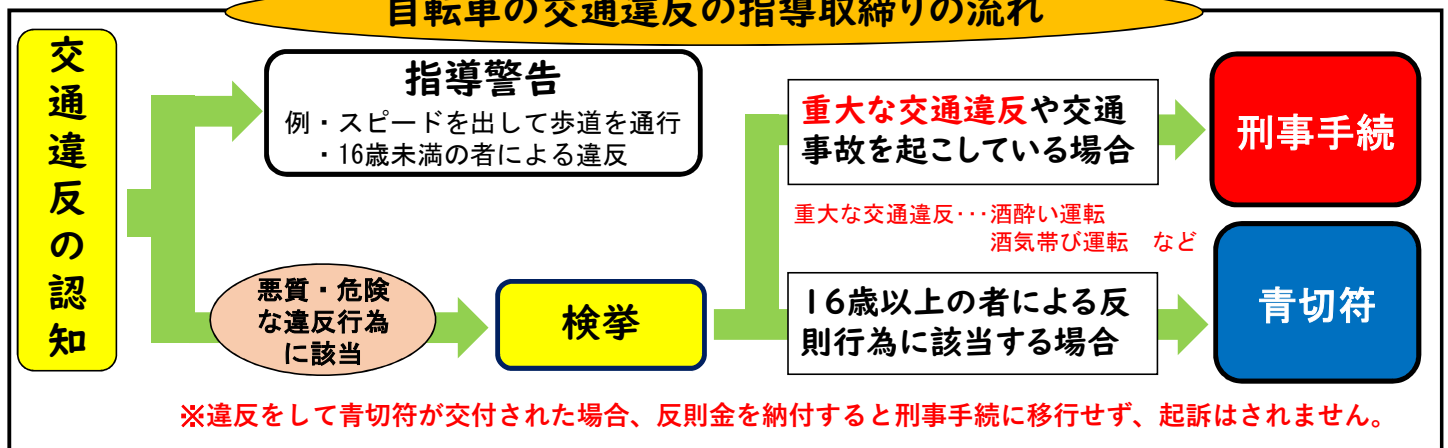 自転車の交通違反の指導取締りの流れ
交通違反の認知
指導警告
例・スピードを出して歩道を通行
・16歳未満の者による違反
悪質・危険
な違反行為
に該当
検挙
重大な交通違反や交通
事故を起こしている場合
刑事手続
重大な交通違反･･･酒酔い運転
酒気帯び運転　など
16歳以上の者による反
則行為に該当する場合
青切符
※違反をして青切符が交付された場合、反則金を納付すると刑事手続に移行せず、起訴はされません。